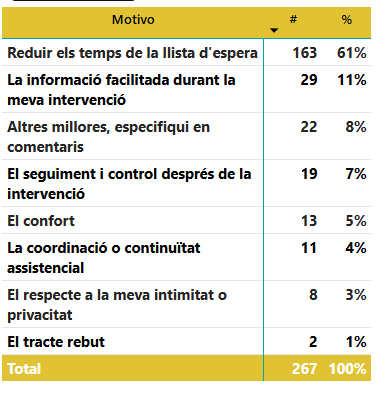 Motivo # %
Reduir els temps de la llista d'espera 163 61%
La informació facilitada durant la 29 11%
meva intervenció
Altres millores, especifiqui en 22 8%
comentaris
El seguiment i control després de la 19 7%
intervenció
El confort 13 5%
La coordinació o continuïtat 11 4%
assistencial
El respecte a la meva intimitat o 8 3%
privacitat
El tracte rebut 2 1%
Total 267 100%